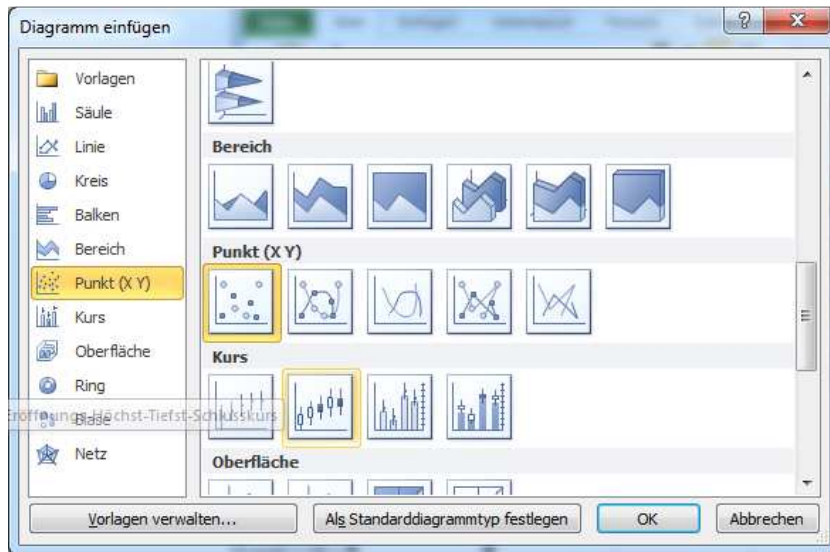 Diagramm einfügen
Vorlagen
Säule
Linie
Kreis
Balken
Bereich
Punkt (X Y)
Kurs
Oberfläche
Ring
Blase
Netz
Bereich
Punkt (X Y)
Kurs
Eröffnungs-Höchst-Tiefst-Schlusskurs
Oberfläche
Vorlagen verwalten...
Als Standarddiagrammtyp festlegen
OK
Abbrechen